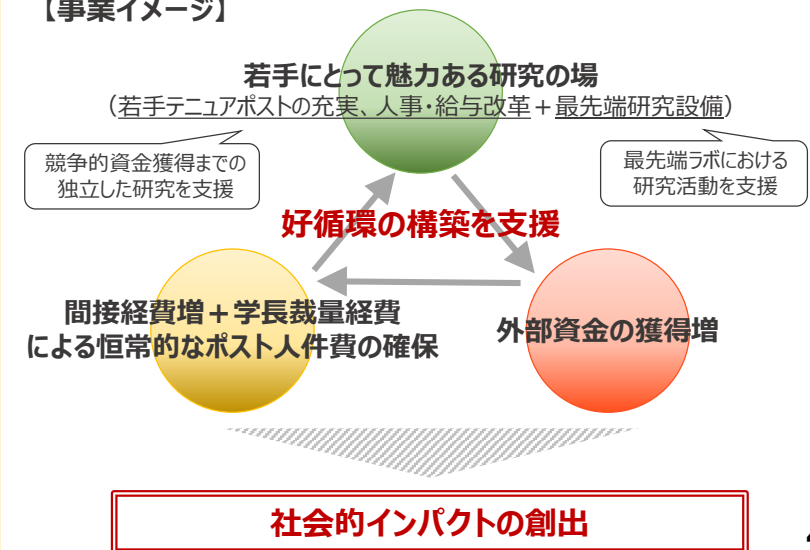 【事業イメージ】
若手にとって魅力ある研究の場
（若手テニュアポストの充実、人事・給与改革＋最先端研究設備）
競争的資金獲得までの
独立した研究を支援
最先端ラボにおける
研究活動を支援
好循環の構築を支援
間接経費増＋学長裁量経費
による恒常的なポスト人件費の確保
外部資金の獲得増
社会的インパクトの創出